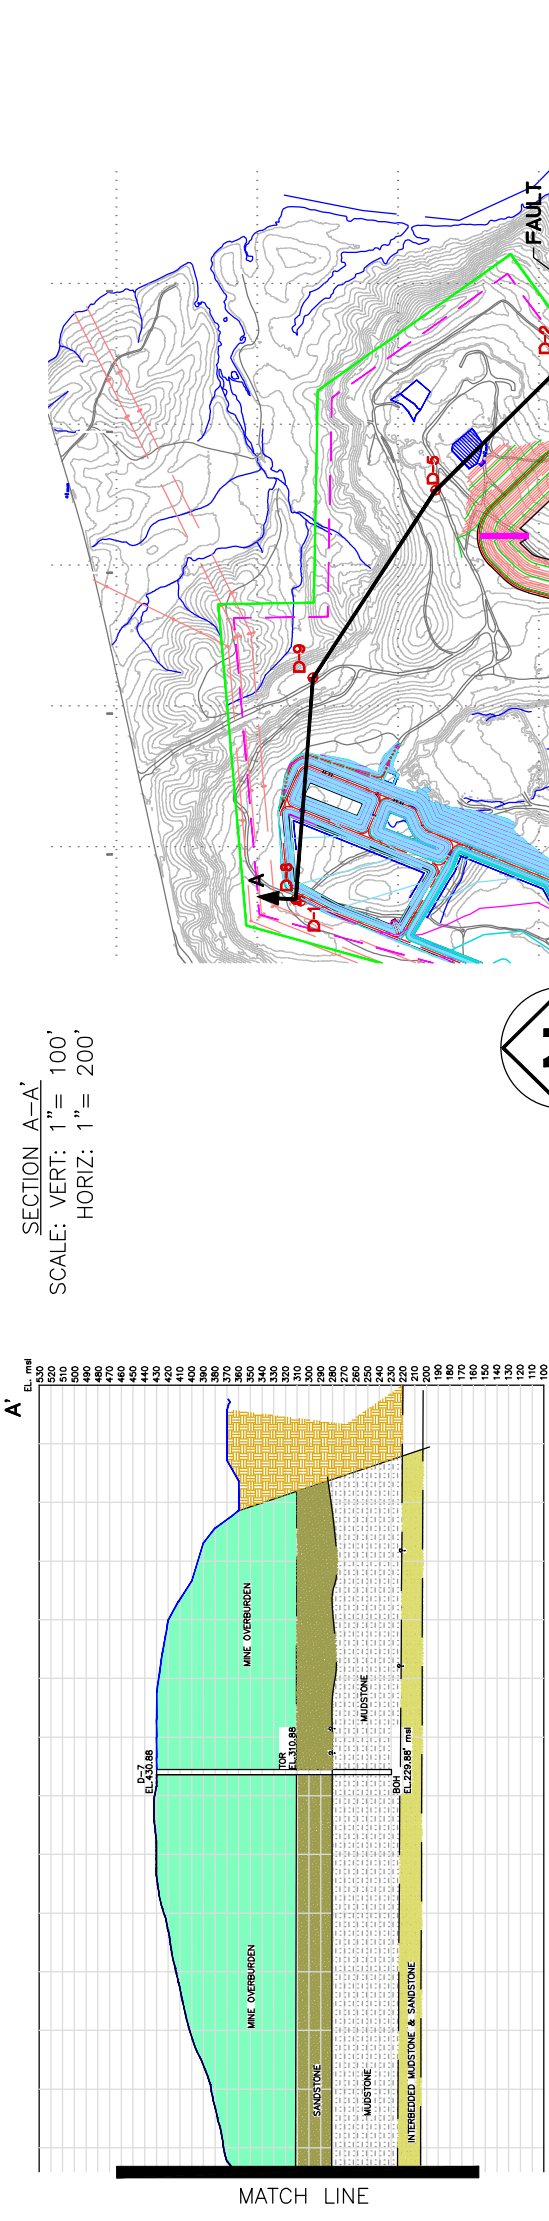 FAULT
D-2
D-5
D-9
A
D-8
D-1
SECTION A-A'
SCALE: VERT: 1"= 100'
HORIZ: 1"= 200'
A'
EL. msl
530
520
510
500
490
480
470
460
450
440
430
420
410
400
390
380
370
360
350
340
330
320
310
300
290
280
270
260
250
240
230
220
210
200
190
180
170
160
150
140
130
120
110
100
MINE OVERBURDEN
MUDSTONE
?
?
?
?
D-7
EL.430.88
TOR
EL.310.88
BOH
EL.229.88' msl
MINE OVERBURDEN
SANDSTONE
MUDSTONE
INTERBEDDED MUDSTONE & SANDSTONE
MATCH LINE